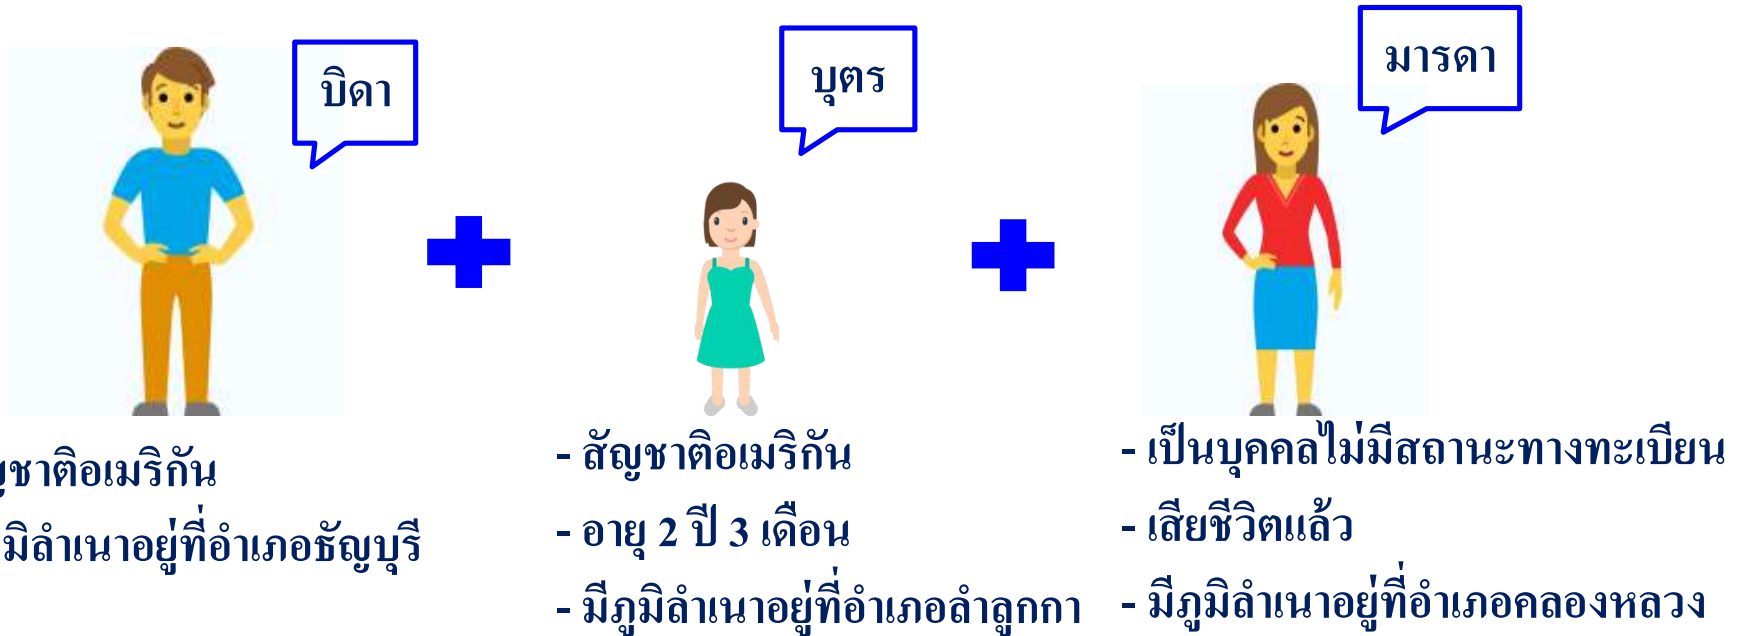 บิดา
บุตร
มารดา
ญชาติอเมริกัน
มิลำเนาอยู่ที่อำเภอธัญบุรี
- สัญชาติอเมริกัน
- อายุ 2 ปี 3 เดือน
- มีภูมิลำเนาอยู่ที่อำเภอลำลูกกา
- เป็นบุคคลไม่มีสถานะทางทะเบียน
- เสียชีวิตแล้ว
- มีภูมิลำเนาอยู่ที่อำเภอคลองหลวง